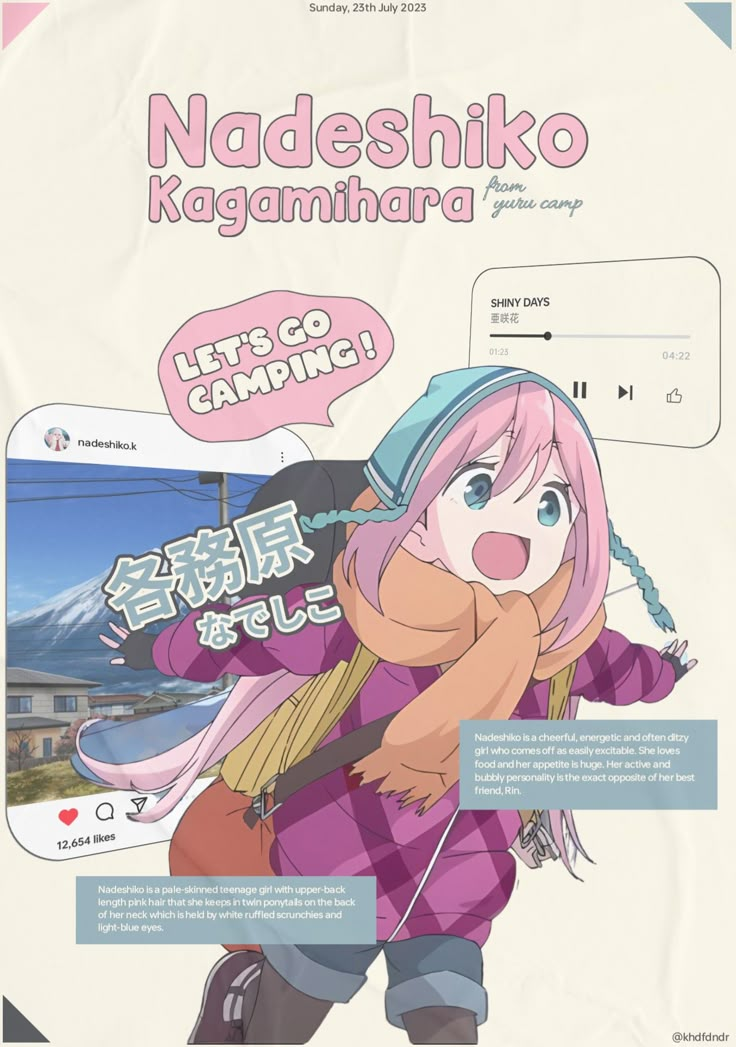 Sunday, 23th July 2023
Nadeshiko
Kagamihara
from
yuru camp
SHINY DAYS
亜咲花
01:23
04:22
LET'S GO
CAMPING!
nadeshiko.k
各務原
なでしこ
Nadeshiko is a cheerful, energetic and often ditzy
girl who comes off as easily excitable. She loves
food and her appetite is huge. Her active and
bubbly personality is the exact opposite of her best
friend, Rin.
12,654 likes
Nadeshiko is a pale-skinned teenage girl with upper-back
length pink hair that she keeps in twin ponytails on the back
of her neck which is held by white ruffled scrunchies and
light-blue eyes.
@khdfdndr